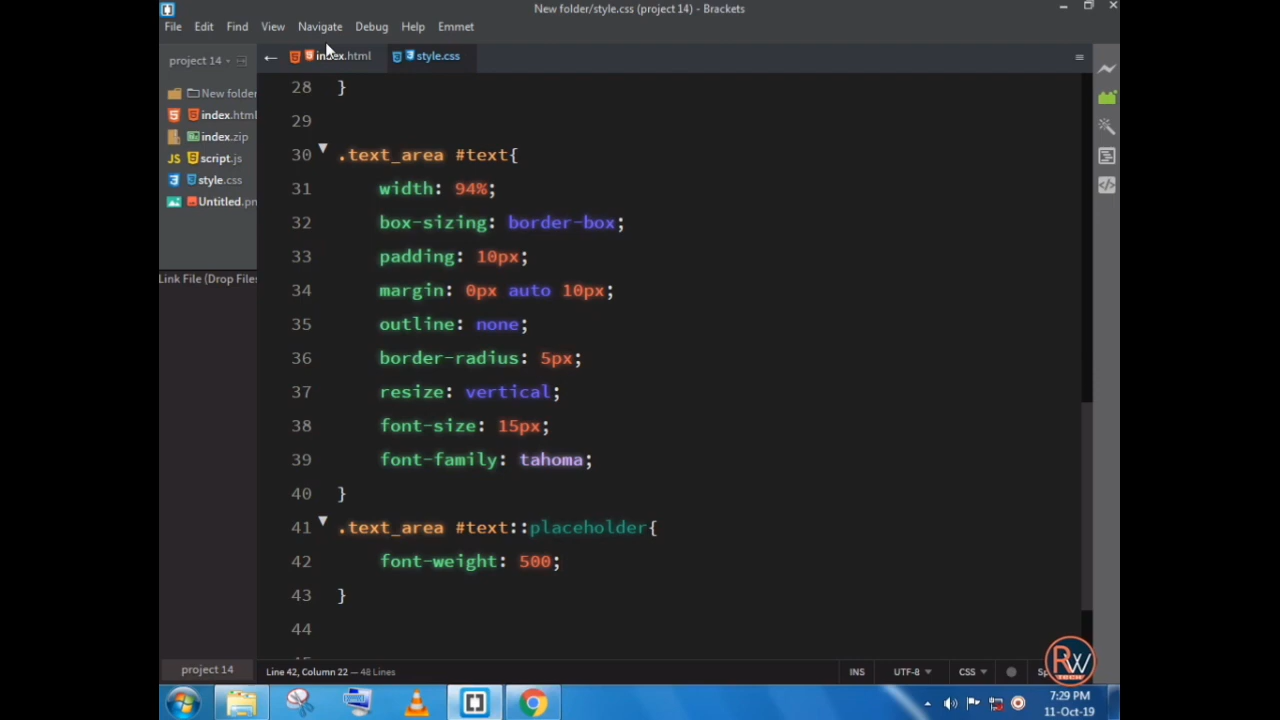 New folder/style.css (project 14) - Brackets
File Edit Find View Navigate Debug Help Emmet
project 14
index.html
style.css
New folder
index.html
index.zip
JS script.js
style.css
Untitled.pn
Link File (Drop Files
28 }
29
30 .text_area #text{
31 width: 94%;
32 box-sizing: border-box;
33 padding: 10px;
34 margin: 0px auto 10px;
35 outline: none;
36 border-radius: 5px;
37 resize: vertical;
38 font-size: 15px;
39 font-family: tahoma;
40 }
41 .text_area #text::placeholder{
42 font-weight: 500;
43 }
44
project 14
Line 42, Column 22 — 48 Lines
INS UTF-8 CSS
RW
TECH
7:29 PM
11-Oct-19